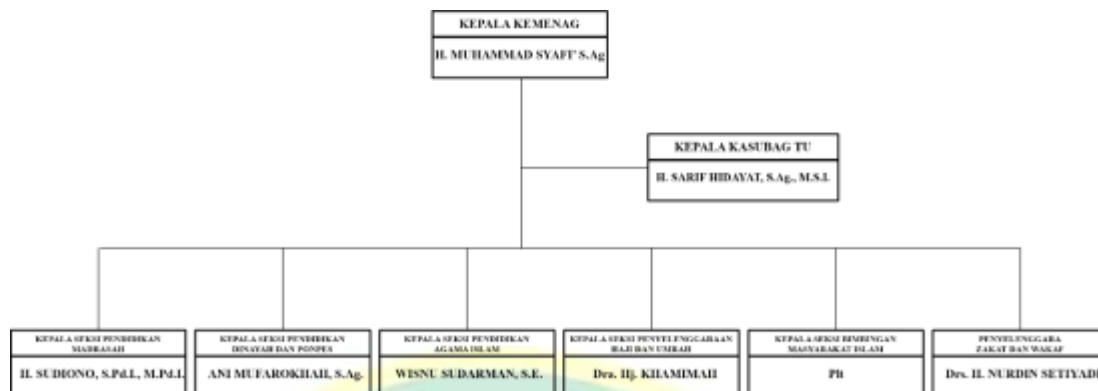 KEPALA KEMENAG
H. MUHAMMAD SYAFI' S.Ag
KEPALA KASUBAG TU
H. SARIF HIDAYAT, S.Ag., M.S.I.
KEPALA SEKSI PENDIDIKAN
MADRASAH
H. SUDIONO, S.Pd.I., M.Pd.I.
KEPALA SEKSI PENDIDIKAN
DINAYAH DAN PONPES
ANI MUFAROKHAH, S.Ag.
KEPALA SEKSI PENDIDIKAN
AGAMA ISLAM
WISNU SUDARMAN, S.E.
KEPALA SEKSI PENYELENGGARAAN
HAJI DAN UMRAH
Dra. Hj. KHAMIMAH
KEPALA SEKSI BIMBINGAN
MASYARAKAT ISLAM
Plt
PENYELENGGARA
ZAKAT DAN WAKAF
Drs. H. NURDIN SETIYADI